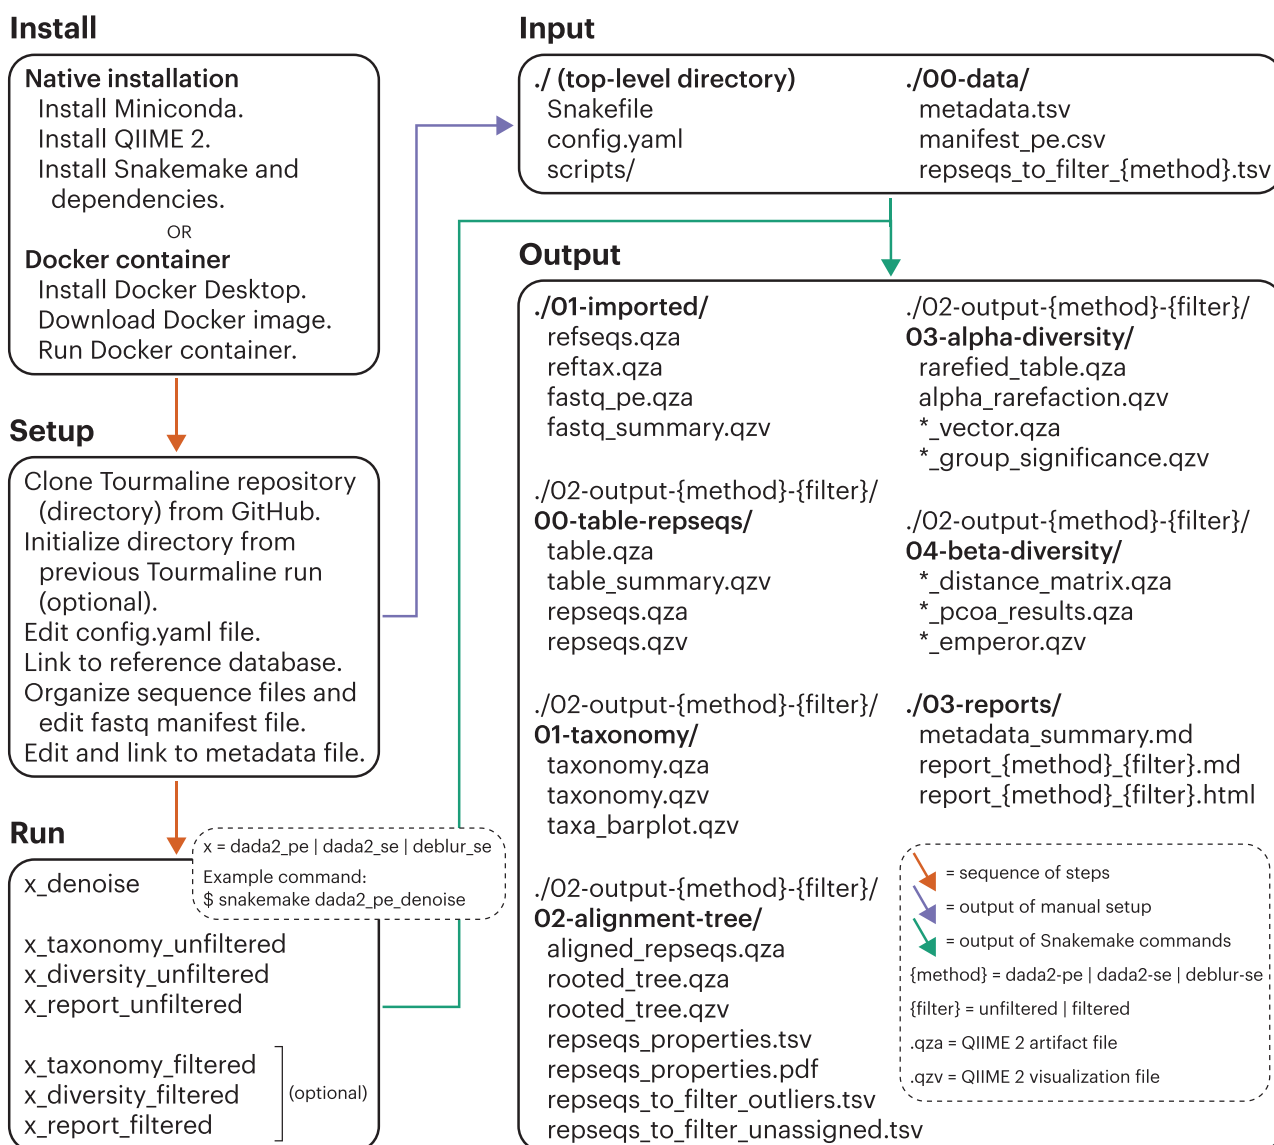 Install
Native installation
Install Miniconda.
Install QIIME 2.
Install Snakemake and
dependencies.
OR
Docker container
Install Docker Desktop.
Download Docker image.
Run Docker container.
Setup
Clone Tourmaline repository
(directory) from GitHub.
Initialize directory from
previous Tourmaline run
(optional).
Edit config.yaml file.
Link to reference database.
Organize sequence files and
edit fastq manifest file.
Edit and link to metadata file.
Run
x_denoise
x = dada2_pe | dada2_se | deblur_se
Example command:
$ snakemake dada2_pe_denoise
x_taxonomy_unfiltered
x_diversity_unfiltered
x_report_unfiltered
x_taxonomy_filtered
x_diversity_filtered
x_report_filtered
(optional)
Input
./ (top-level directory)
Snakefile
config.yaml
scripts/
./00-data/
metadata.tsv
manifest_pe.csv
repseqs_to_filter_{method}.tsv
Output
./01-imported/
refseqs.qza
reftax.qza
fastq_pe.qza
fastq_summary.qzv
./02-output-{method}-{filter}/
00-table-repseqs/
table.qza
table_summary.qzv
repseqs.qza
repseqs.qzv
./02-output-{method}-{filter}/
01-taxonomy/
taxonomy.qza
taxonomy.qzv
taxa_barplot.qzv
./02-output-{method}-{filter}/
02-alignment-tree/
aligned_repseqs.qza
rooted_tree.qza
rooted_tree.qzv
repseqs_properties.tsv
repseqs_properties.pdf
repseqs_to_filter_outliers.tsv
repseqs_to_filter_unassigned.tsv
./02-output-{method}-{filter}/
03-alpha-diversity/
rarefied_table.qza
alpha_rarefaction.qzv
*_vector.qza
*_group_significance.qzv
./02-output-{method}-{filter}/
04-beta-diversity/
*_distance_matrix.qza
*_pcoa_results.qza
*_emperor.qzv
./03-reports/
metadata_summary.md
report_{method}_{filter}.md
report_{method}_{filter}.html
= sequence of steps
= output of manual setup
= output of Snakemake commands
{method} = dada2-pe | dada2-se | deblur-se
{filter} = unfiltered | filtered
.qza = QIIME 2 artifact file
.qzv = QIIME 2 visualization file